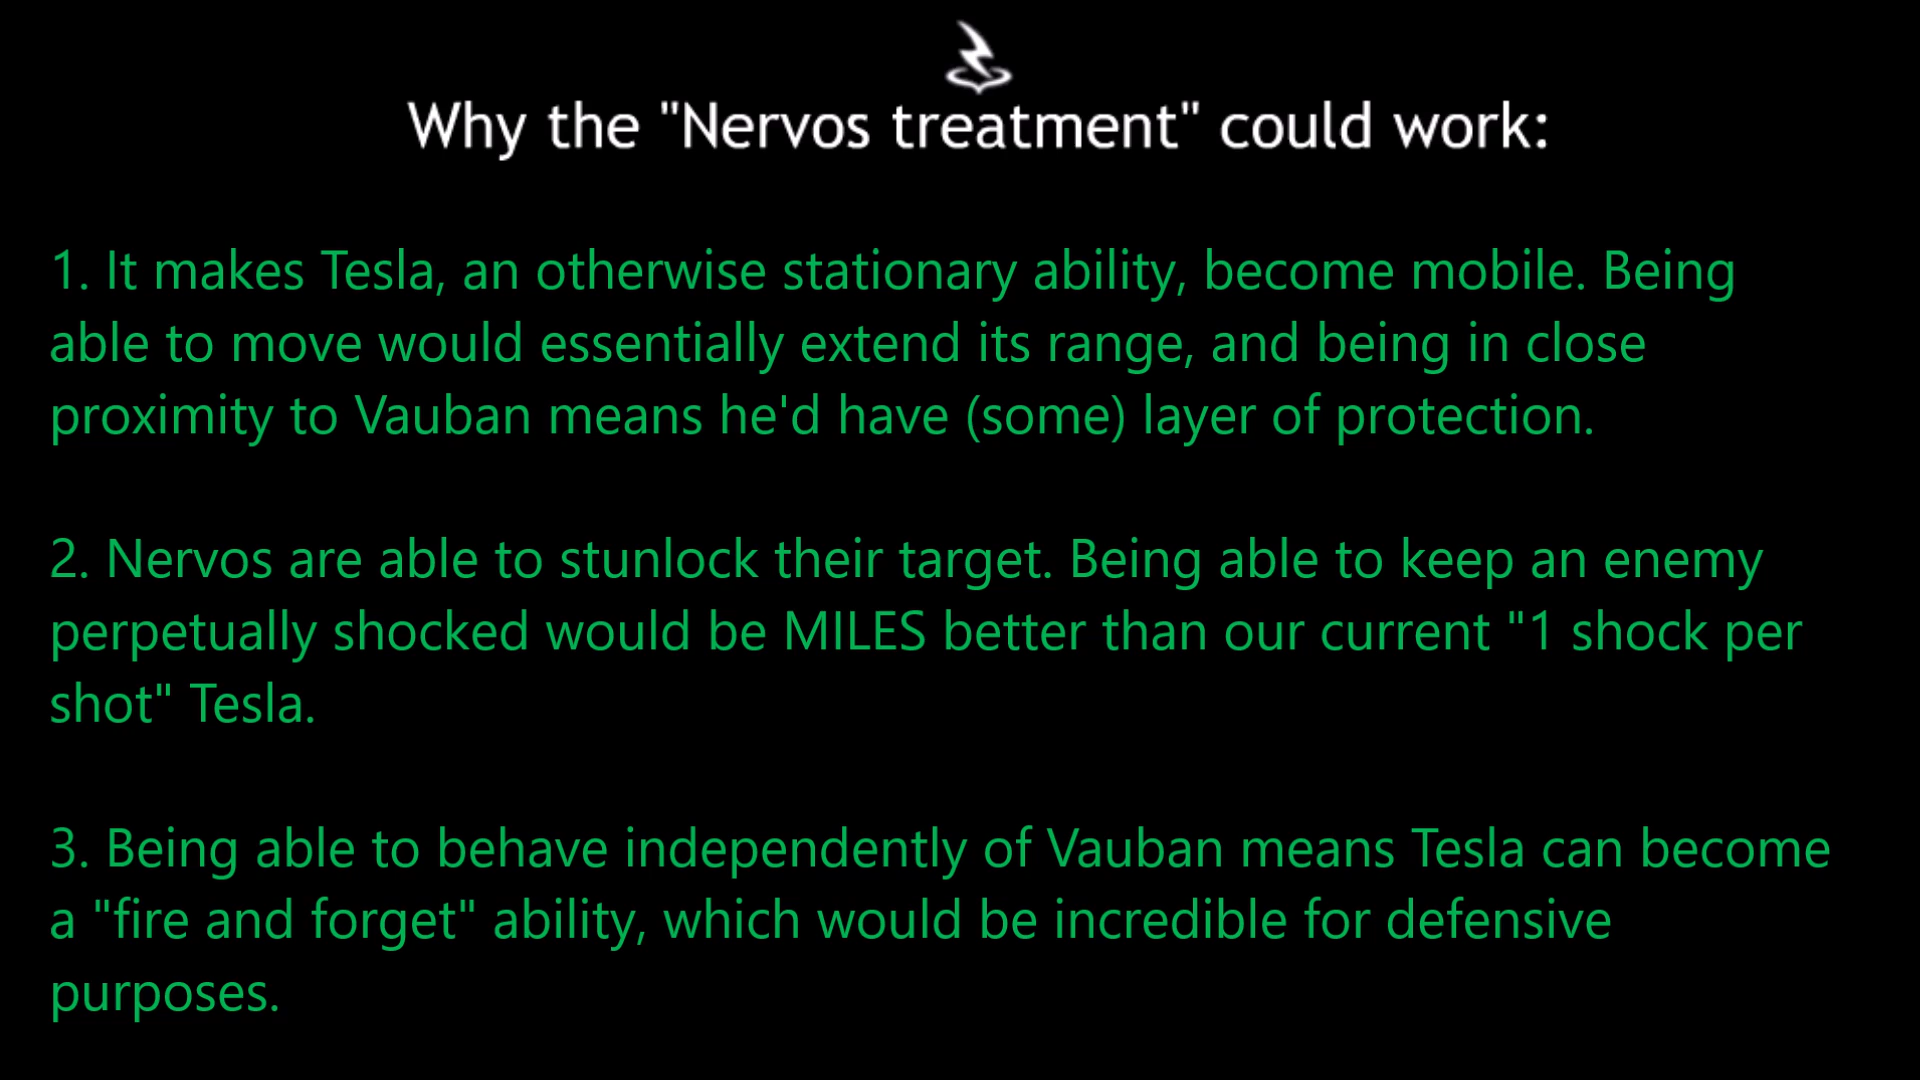 Why the "Nervos treatment" could work:
1. It makes Tesla, an otherwise stationary ability, become mobile. Being
able to move would essentially extend its range, and being in close
proximity to Vauban means he'd have (some) layer of protection.
2. Nervos are able to stunlock their target. Being able to keep an enemy
perpetually shocked would be MILES better than our current "1 shock per
shot" Tesla.
3. Being able to behave independently of Vauban means Tesla can become
a "fire and forget" ability, which would be incredible for defensive
purposes.